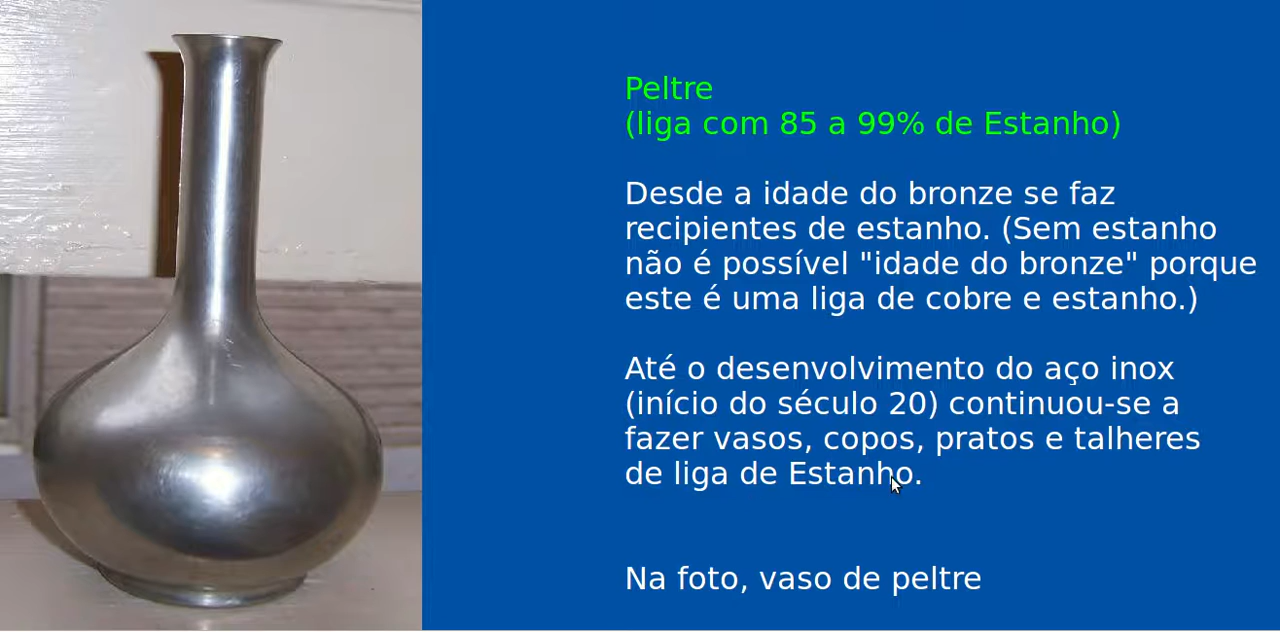 Peltre
(liga com 85 a 99% de Estanho)
Desde a idade do bronze se faz
recipientes de estanho. (Sem estanho
não é possível "idade do bronze" porque
este é uma liga de cobre e estanho.)
Até o desenvolvimento do aço inox
(início do século 20) continuou-se a
fazer vasos, copos, pratos e talheres
de liga de Estanho.
Na foto, vaso de peltre